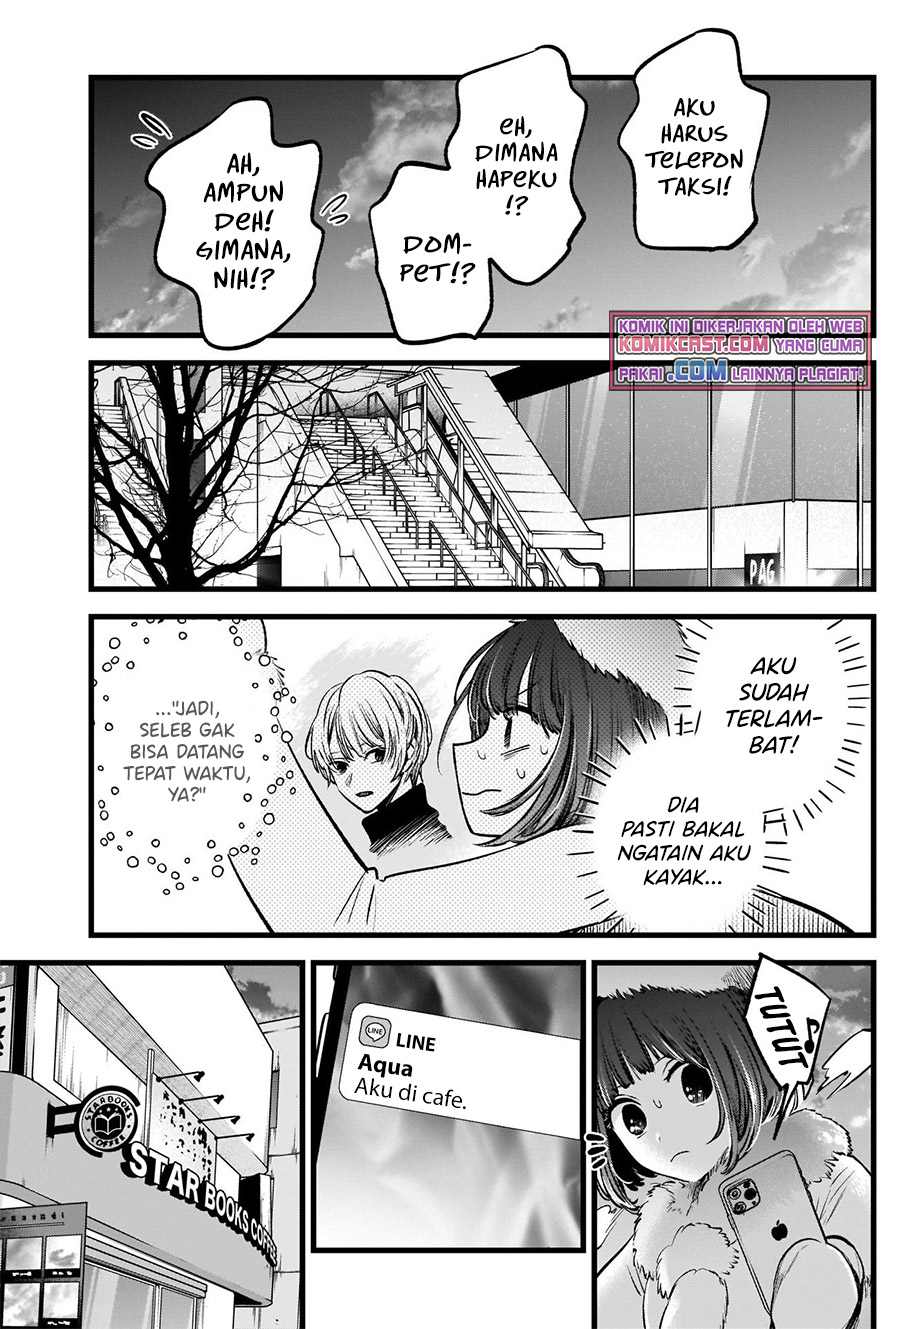 AKU
HARUS
TELEPON
TAKSI!
EH,
DIMANA
HAPEKU
!?
DOM-
PET!?
AH,
AMPUN
DEH!
GIMANA,
NIH!?
KOMIK INI DIKERJAKAN OLEH WEB
KOMIKCAST.COM YANG CUMA
PAKAI .COM LAINNYA PLAGIAT!
PAG
AKU
SUDAH
TERLAM-
BAT!
DIA
PASTI BAKAL
NGATAIN AKU
KAYAK...
..."JADI,
SELEB GAK
BISA DATANG
TEPAT WAKTU,
YA?"
TUTUT
LINE
LINE
Aqua
Aku di cafe.
STARBOOKS
COFFEE
STAR BOOKS COFFEE